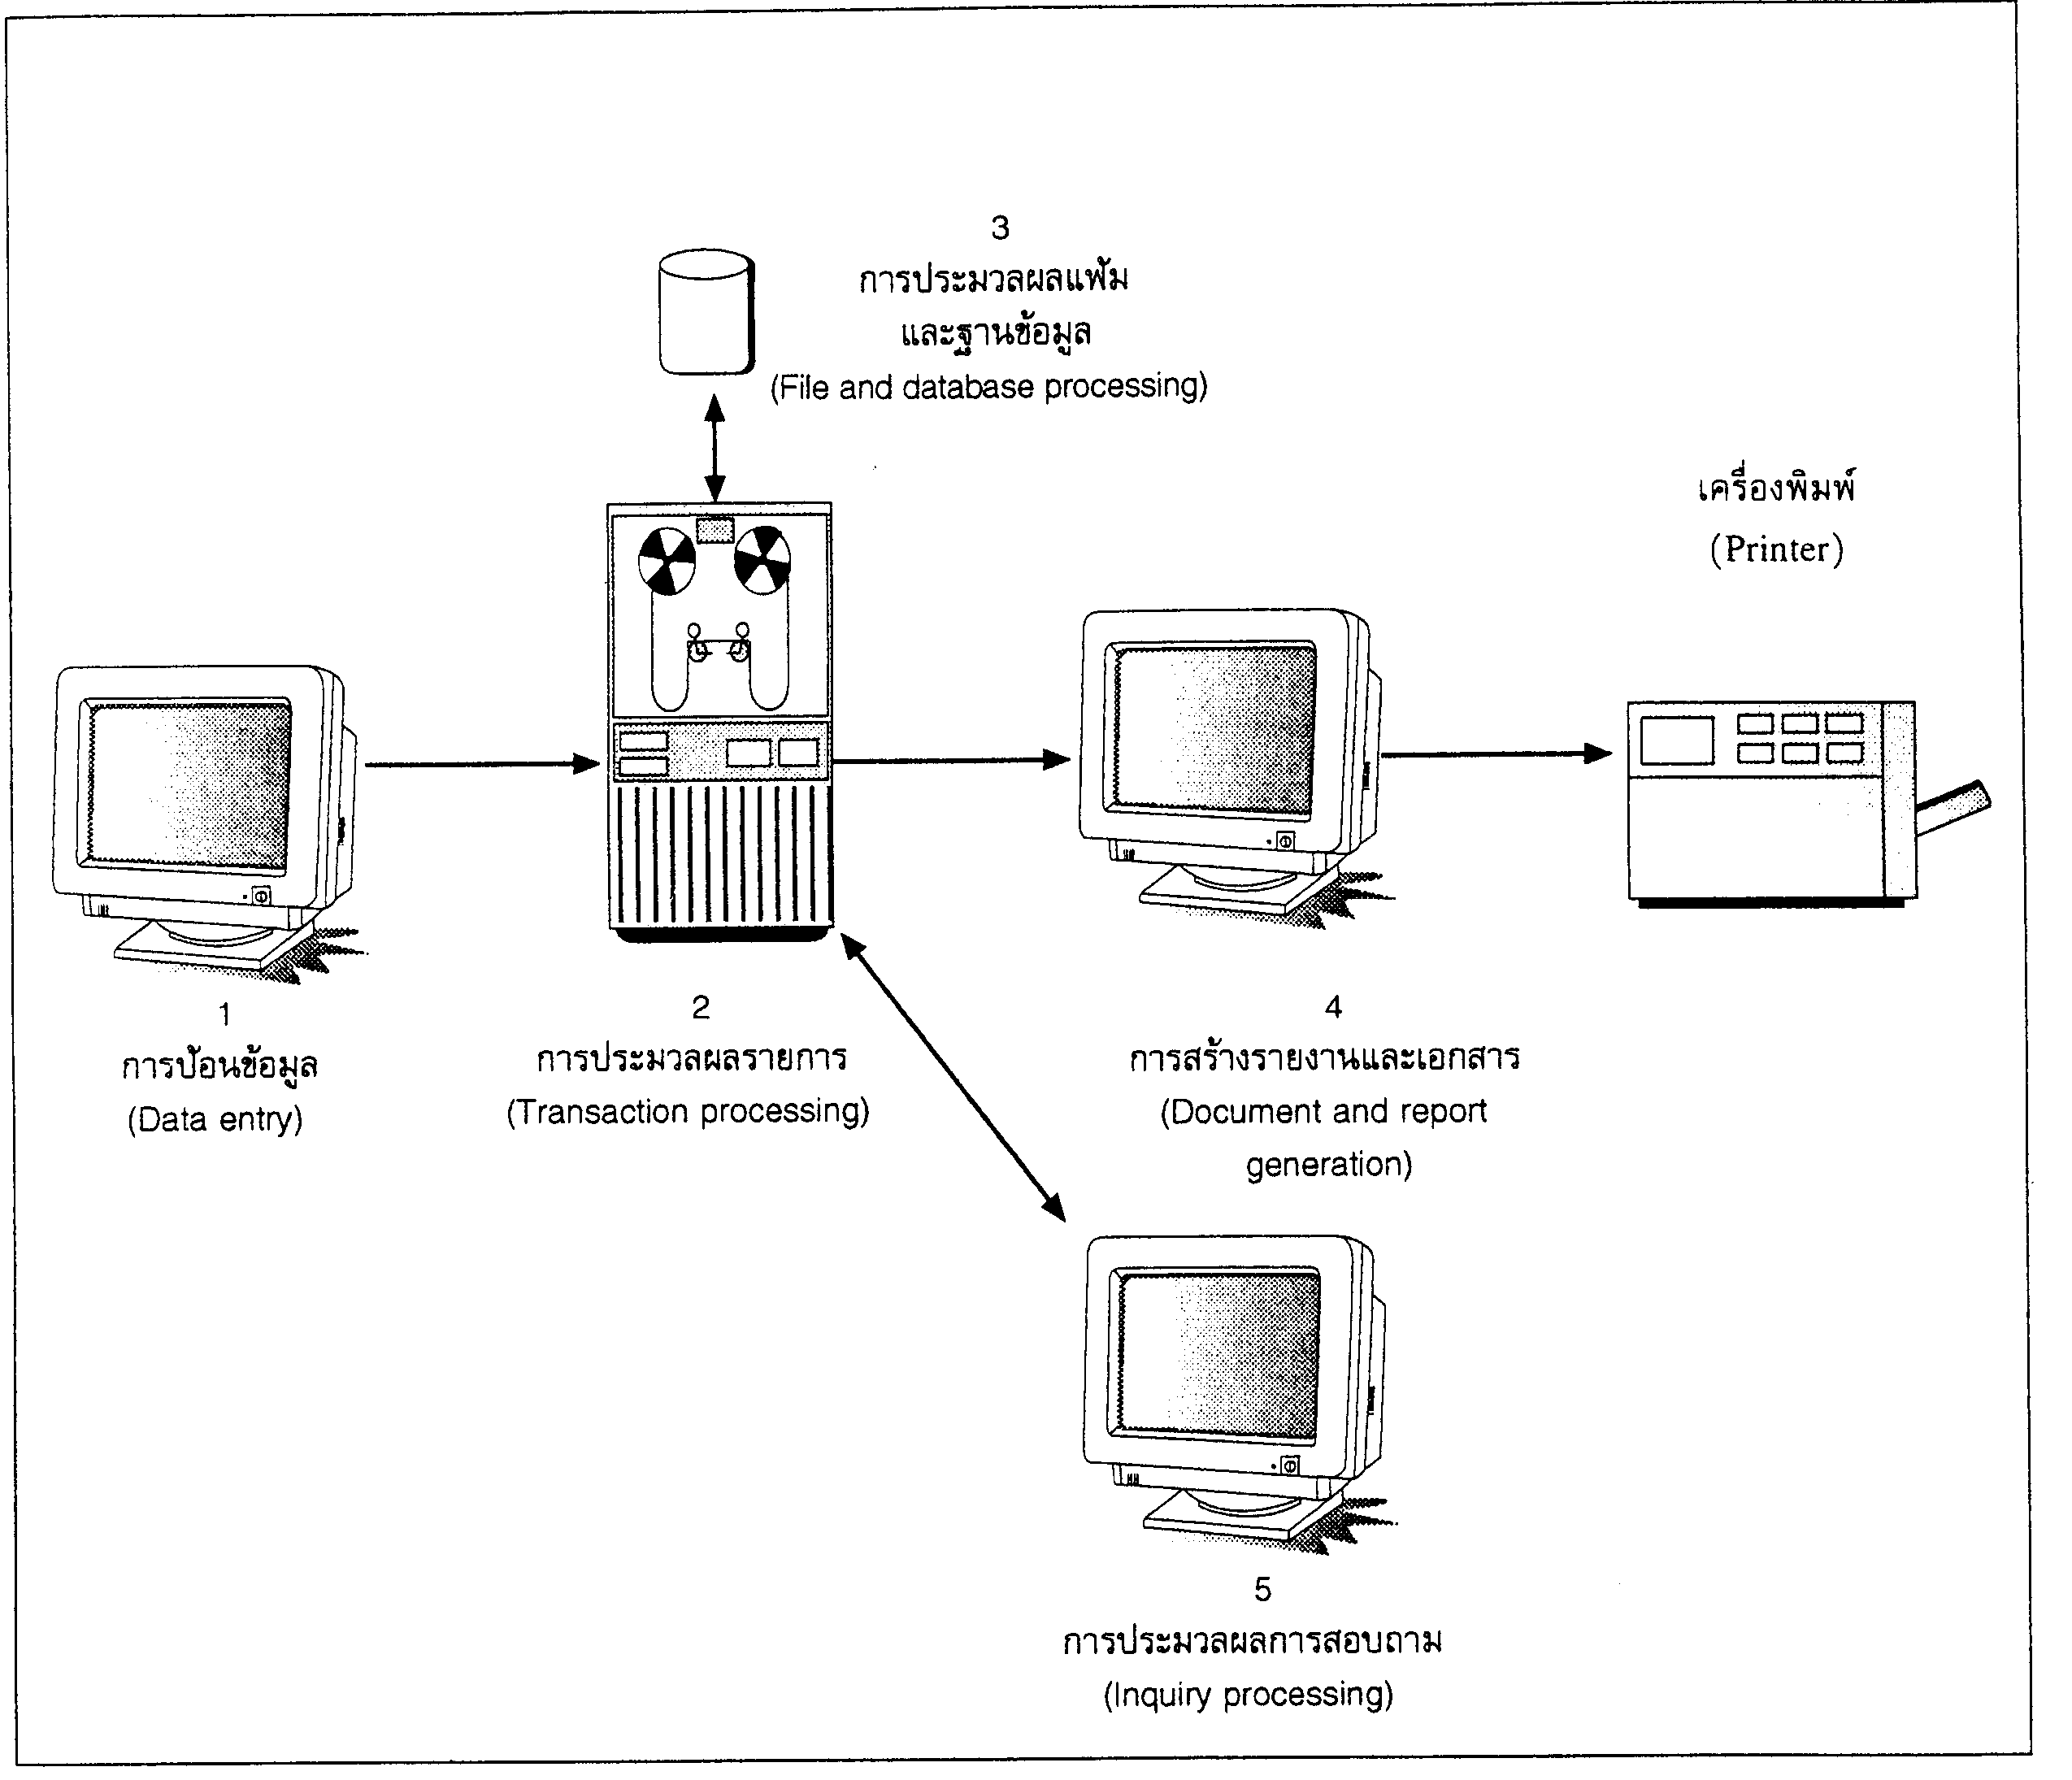 3
การประมวลผลแฟ้ม
และฐานข้อมูล
(File and database processing)
เครื่องพิมพ์
(Printer)
1
การป้อนข้อมูล
(Data entry)
2
การประมวลผลรายการ
(Transaction processing)
4
การสร้างรายงานและเอกสาร
(Document and report
generation)
5
การประมวลผลการสอบถาม
(Inquiry processing)